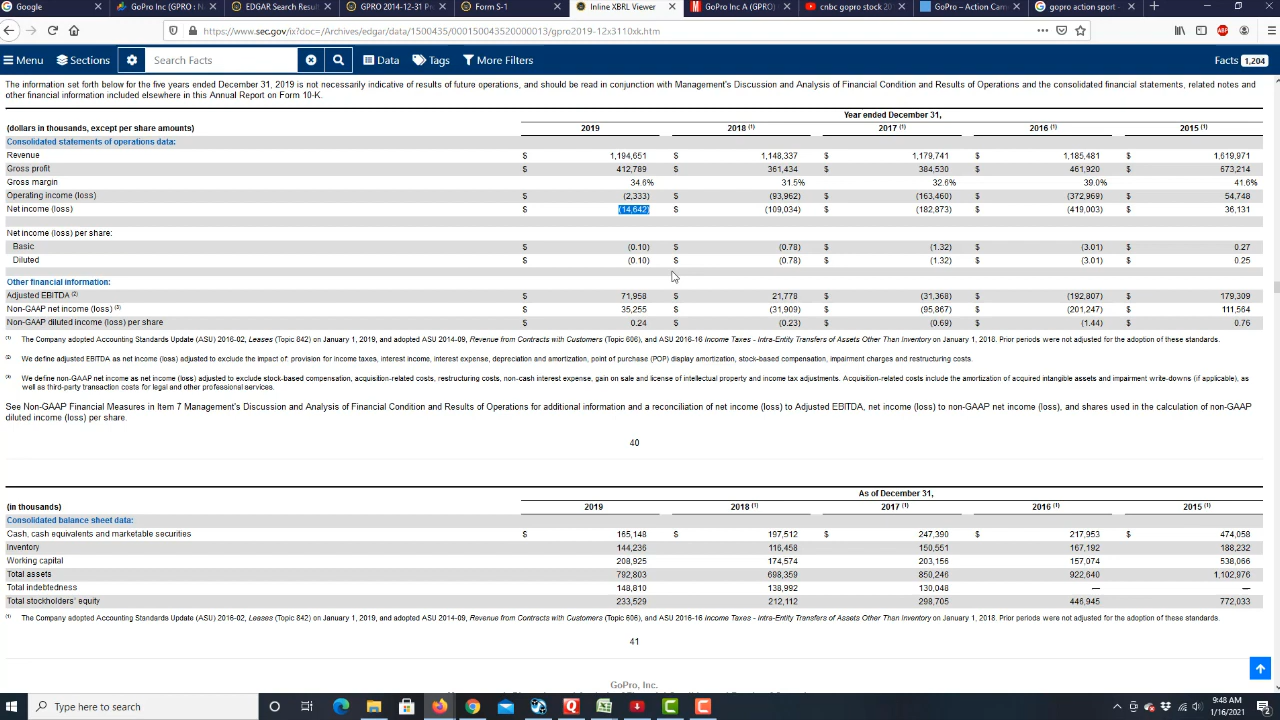 Google
GoPro Inc (GPRO : N
EDGAR Search Result
GPRO 2014-12-31 Pr
Form S-1
Inline XBRL Viewer
GoPro Inc A (GPRO)
cnbc gopro stock 20
GoPro – Action Cam
gopro action sport -
https://www.sec.gov/ix?doc=/Archives/edgar/data/1500435/000150043520000013/gpro2019-12x3110xk.htm
Menu Sections Search Facts Data Tags More Filters Facts 1,204
The information set forth below for the five years ended December 31, 2019 is not necessarily indicative of results of future operations, and should be read in conjunction with Management's Discussion and Analysis of Financial Condition and Results of Operations and the consolidated financial statements, related notes and
other financial information included elsewhere in this Annual Report on Form 10-K.
Year ended December 31,
(dollars in thousands, except per share amounts) 2019 2018 (1) 2017 (1) 2016 (1) 2015 (1)
Consolidated statements of operations data:
Revenue $ 1,194,651 $ 1,148,337 $ 1,179,741 $ 1,185,481 $ 1,619,971
Gross profit $ 412,789 $ 361,434 $ 384,530 $ 461,920 $ 673,214
Gross margin 34.6% 31.5% 32.6% 39.0% 41.6%
Operating income (loss) $ (2,333) $ (93,962) $ (163,460) $ (372,969) $ 54,748
Net income (loss) $ (14,642) $ (109,034) $ (182,873) $ (419,003) $ 36,131
Net income (loss) per share:
Basic $ (0.10) $ (0.78) $ (1.32) $ (3.01) $ 0.27
Diluted $ (0.10) $ (0.78) $ (1.32) $ (3.01) $ 0.25
Other financial information:
Adjusted EBITDA (2) $ 71,958 $ 21,778 $ (31,368) $ (192,807) $ 179,309
Non-GAAP net income (loss) (3) $ 35,255 $ (31,909) $ (95,867) $ (201,247) $ 111,564
Non-GAAP diluted income (loss) per share $ 0.24 $ (0.23) $ (0.69) $ (1.44) $ 0.76
(1) The Company adopted Accounting Standards Update (ASU) 2016-02, Leases (Topic 842) on January 1, 2019, and adopted ASU 2014-09, Revenue from Contracts with Customers (Topic 606), and ASU 2016-16 Income Taxes - Intra-Entity Transfers of Assets Other Than Inventory on January 1, 2018. Prior periods were not adjusted for the adoption of these standards.
(2) We define adjusted EBITDA as net income (loss) adjusted to exclude the impact of: provision for income taxes, interest income, interest expense, depreciation and amortization, point of purchase (POP) display amortization, stock-based compensation, impairment charges and restructuring costs.
(3) We define non-GAAP net income as net income (loss) adjusted to exclude stock-based compensation, acquisition-related costs, restructuring costs, non-cash interest expense, gain on sale and license of intellectual property and income tax adjustments. Acquisition-related costs include the amortization of acquired intangible assets and impairment write-downs (if applicable), as
well as third-party transaction costs for legal and other professional services.
See Non-GAAP Financial Measures in Item 7 Management's Discussion and Analysis of Financial Condition and Results of Operations for additional information and a reconciliation of net income (loss) to Adjusted EBITDA, net income (loss) to non-GAAP net income (loss), and shares used in the calculation of non-GAAP
diluted income (loss) per share.
40
As of December 31,
(in thousands) 2019 2018 (1) 2017 (1) 2016 (1) 2015 (1)
Consolidated balance sheet data:
Cash, cash equivalents and marketable securities $ 165,148 $ 197,512 $ 247,390 $ 217,953 $ 474,058
Inventory 144,236 116,458 150,551 167,192 188,232
Working capital 208,925 174,574 203,156 157,074 538,066
Total assets 792,803 698,359 850,246 922,640 1,102,976
Total indebtedness 148,810 138,992 130,048 — —
Total stockholders' equity 233,529 212,112 298,705 446,945 772,033
(1) The Company adopted Accounting Standards Update (ASU) 2016-02, Leases (Topic 842) on January 1, 2019, and adopted ASU 2014-09, Revenue from Contracts with Customers (Topic 606), and ASU 2016-16 Income Taxes - Intra-Entity Transfers of Assets Other Than Inventory on January 1, 2018. Prior periods were not adjusted for the adoption of these standards.
41
GoPro, Inc.
Type here to search
9:48 AM
1/16/2021